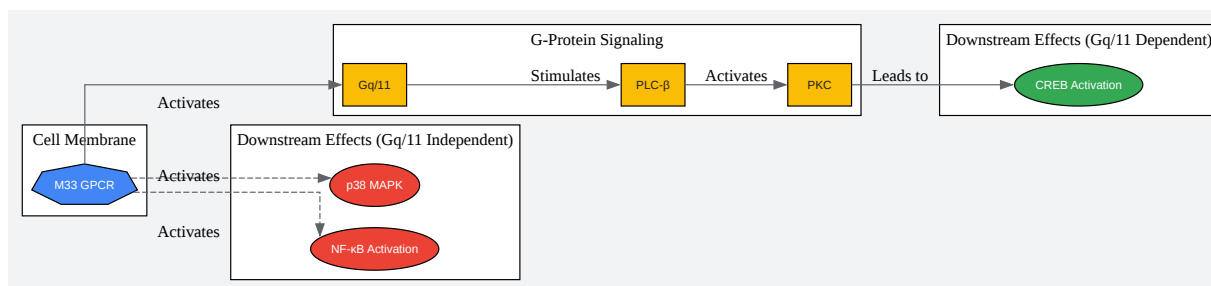 G-Protein Signaling
Downstream Effects (Gq/11 Dependent)
Gq/11
Stimulates
PLC-β
Activates
PKC
Leads to
CREB Activation
Activates
Cell Membrane
Downstream Effects (Gq/11 Independent)
M33 GPCR
Activates
p38 MAPK
Activates
NF-κB Activation